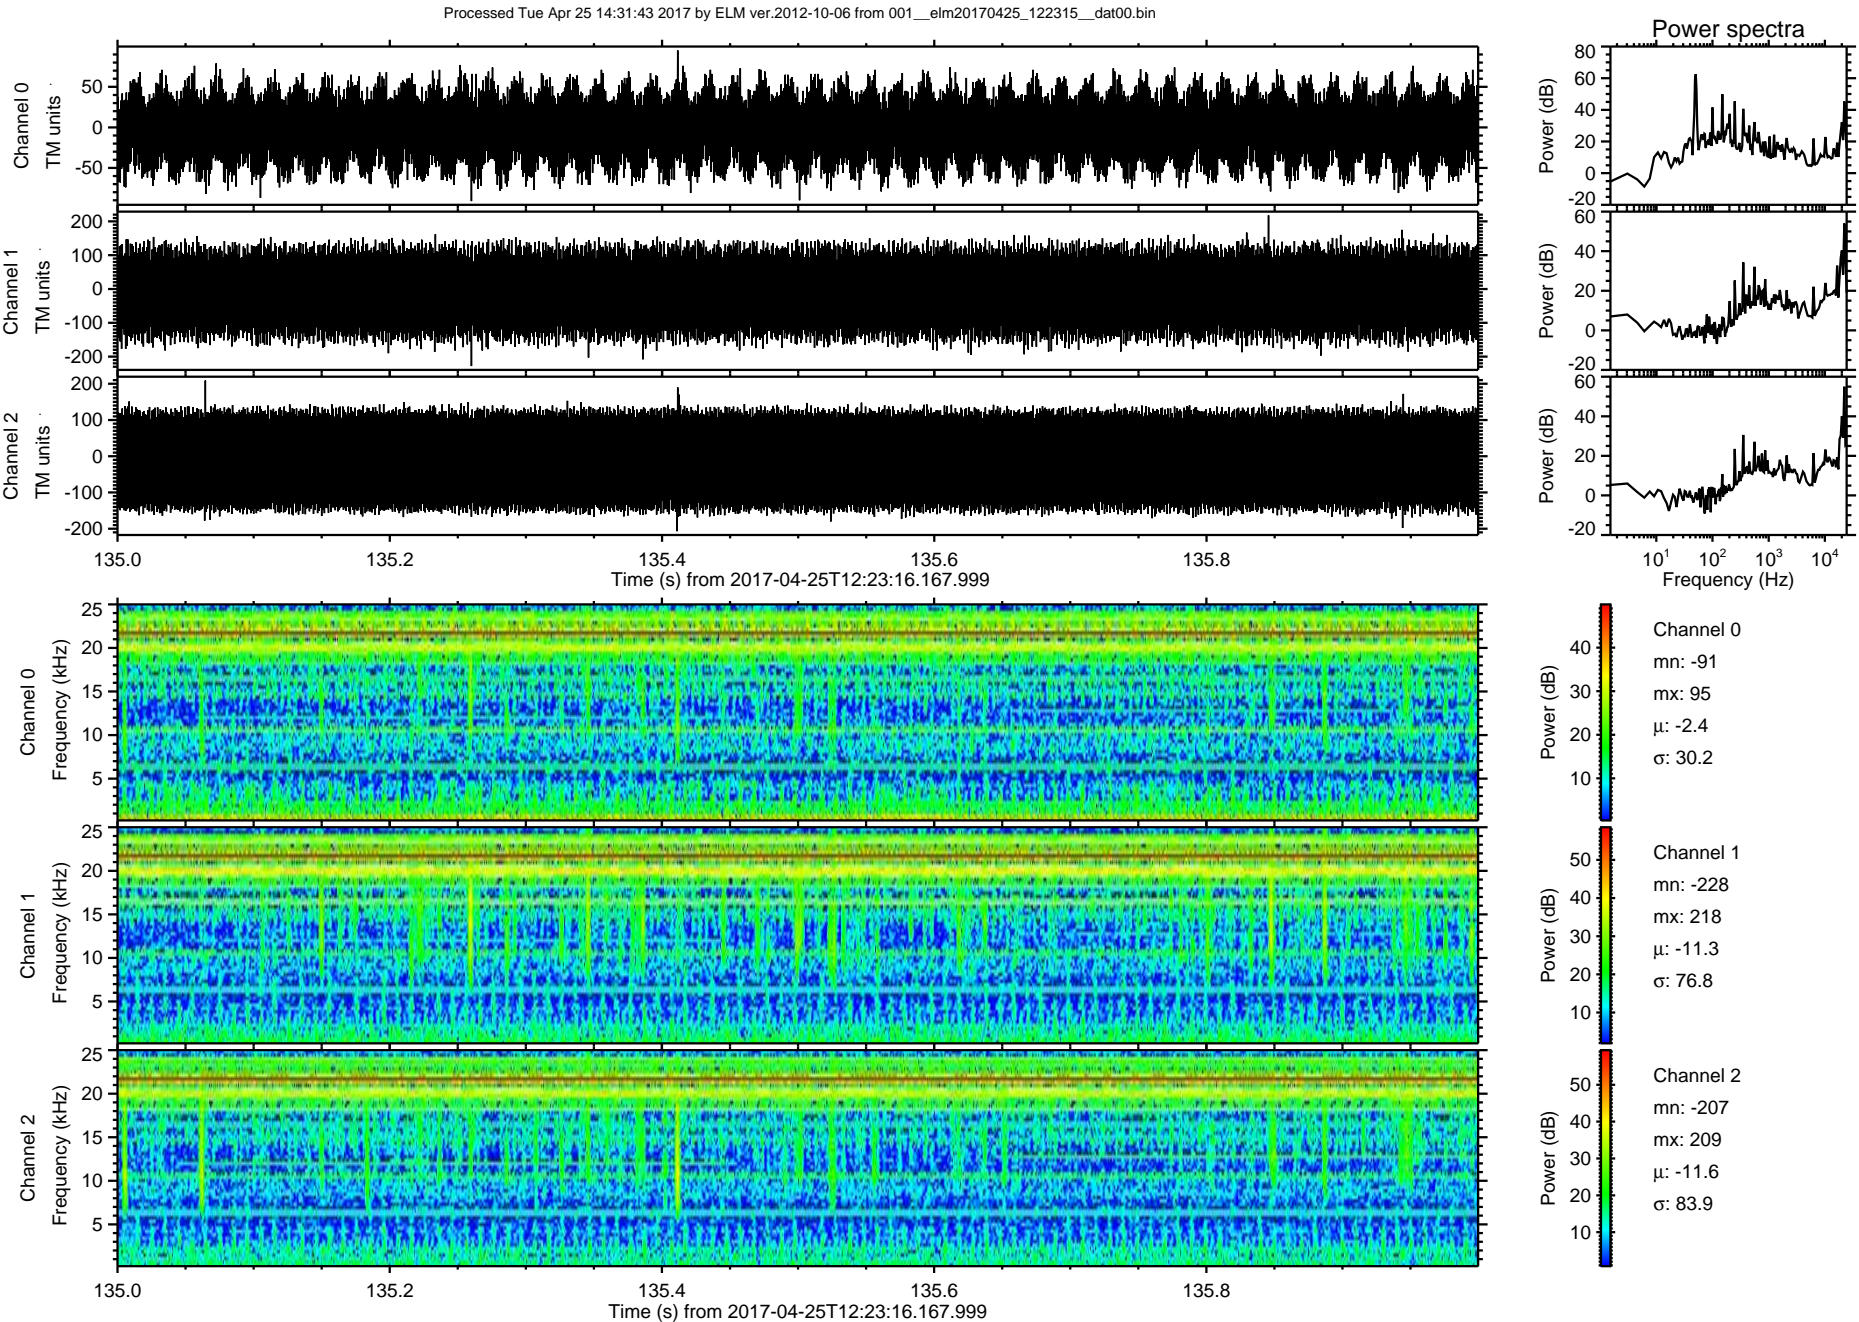 Processed Tue Apr 25 14:31:43 2017 by ELM ver.2012-10-06 from 001__elm20170425_122315__dat00.bin
Power spectra
Channel 0
TM units
50
0
-50
Power (dB)
80
60
40
20
0
-20
Channel 1
TM units
200
100
0
-100
-200
Power (dB)
60
40
20
0
-20
Channel 2
TM units
200
100
0
-100
-200
Power (dB)
60
40
20
0
-20
135.0 135.2 135.4 135.6 135.8
Time (s) from 2017-04-25T12:23:16.167.999
10¹ 10² 10³ 10⁴
Frequency (Hz)
Channel 0
Frequency (kHz)
25
20
15
10
5
Power (dB)
40
30
20
10
Channel 0
mn: -91
mx: 95
μ: -2.4
σ: 30.2
Channel 1
Frequency (kHz)
25
20
15
10
5
Power (dB)
50
40
30
20
10
Channel 1
mn: -228
mx: 218
μ: -11.3
σ: 76.8
Channel 2
Frequency (kHz)
25
20
15
10
5
Power (dB)
50
40
30
20
10
Channel 2
mn: -207
mx: 209
μ: -11.6
σ: 83.9
135.0 135.2 135.4 135.6 135.8
Time (s) from 2017-04-25T12:23:16.167.999